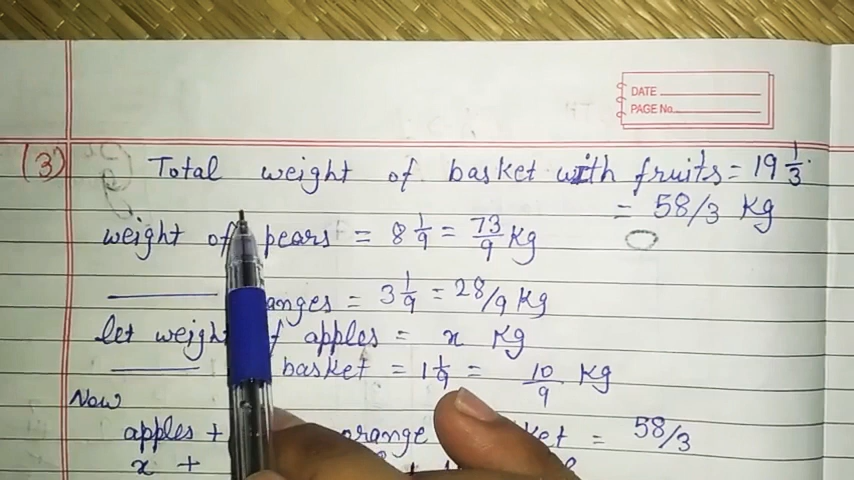 DATE
PAGE No.
(3) Total weight of basket with fruits = 19 1/3
= 58/3 Kg
weight of pears = 8 1/9 = 73/9 Kg
anges = 3 1/9 = 28/9 Kg
let weight of apples = x Kg
basket = 1 1/9 = 10/9 Kg
Now
apples + orange = 58/3
x +